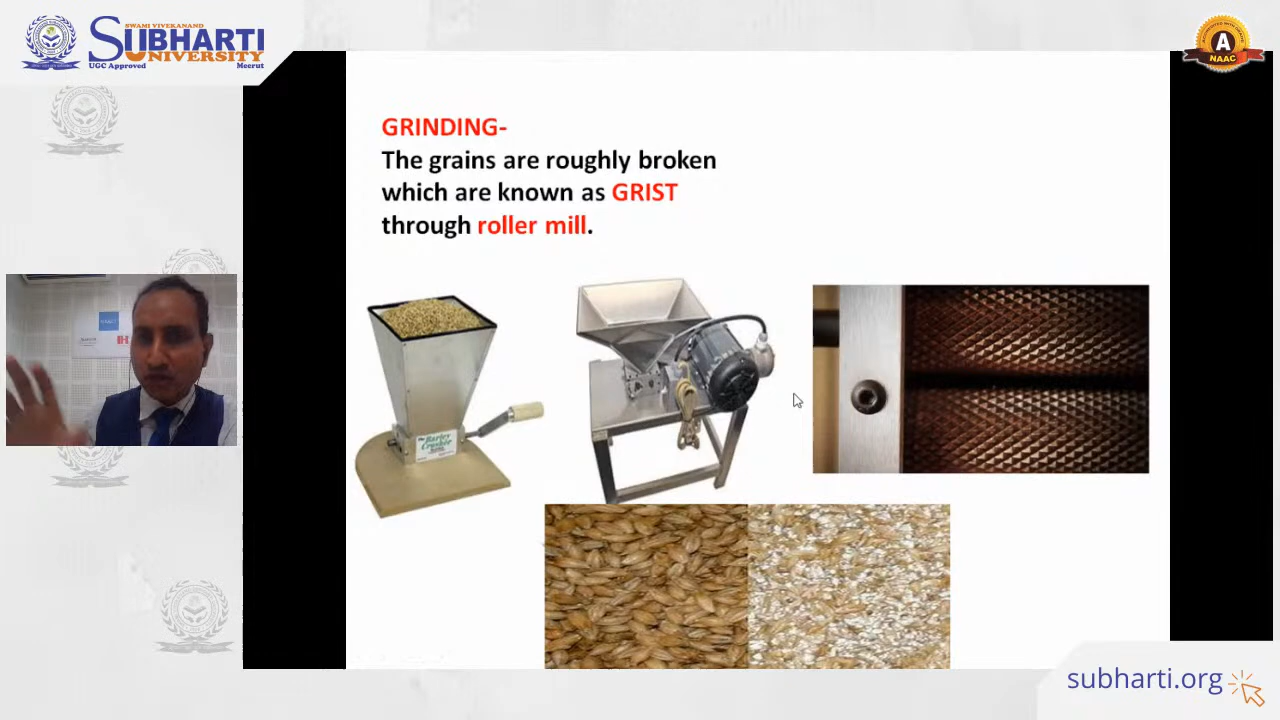 SWAMI VIVEKANAND
SUBHARTI
UNIVERSITY
UGC Approved Meerut
A
NAAC
GRINDING-
The grains are roughly broken
which are known as GRIST
through roller mill.
Barley
Crusher
subharti.org